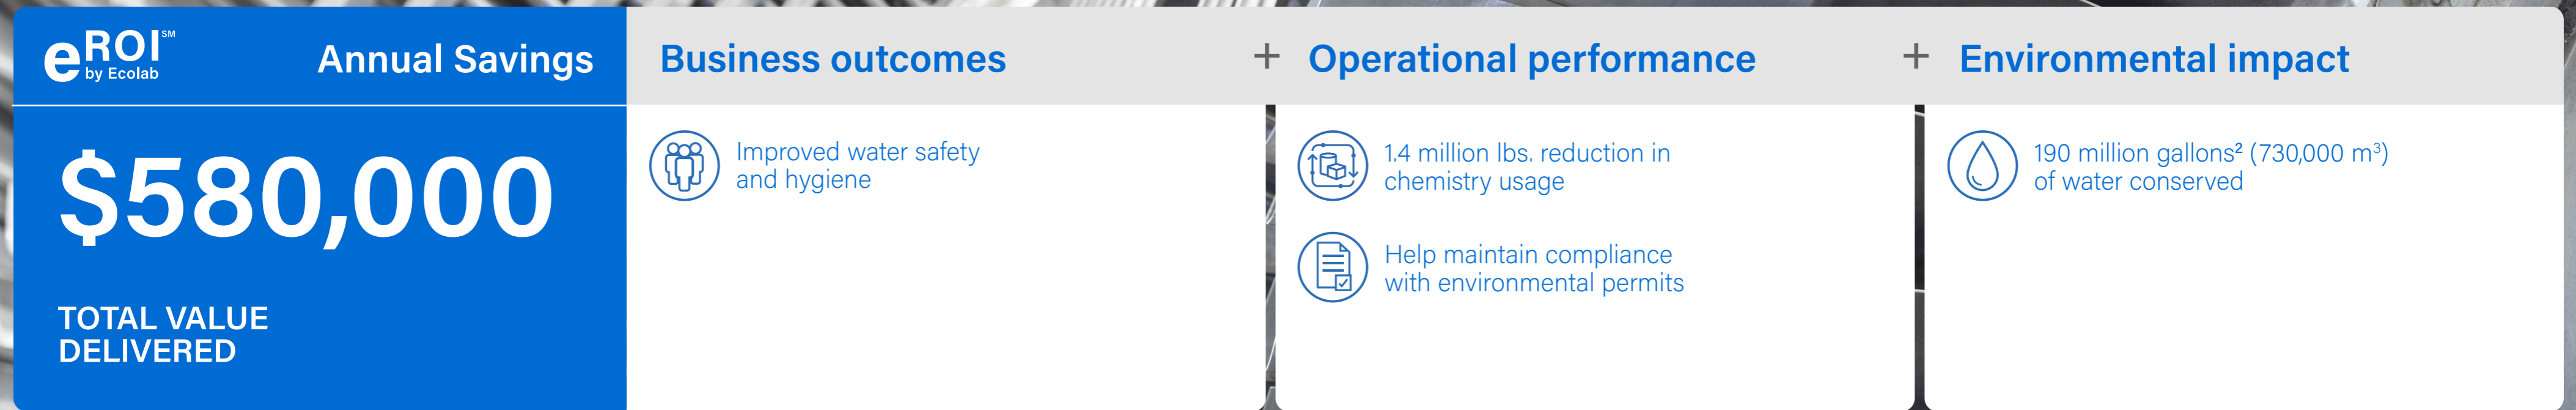 eROI℠
by Ecolab
Annual Savings
$580,000
TOTAL VALUE
DELIVERED
Business outcomes
Improved water safety
and hygiene
+
Operational performance
1.4 million lbs. reduction in
chemistry usage
Help maintain compliance
with environmental permits
+
Environmental impact
190 million gallons² (730,000 m³)
of water conserved